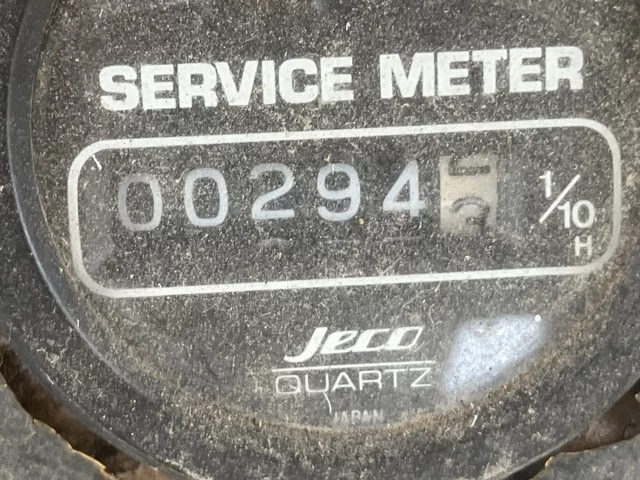 SERVICE METER
00294 1/10
H
Jeco
QUARTZ
JAPAN